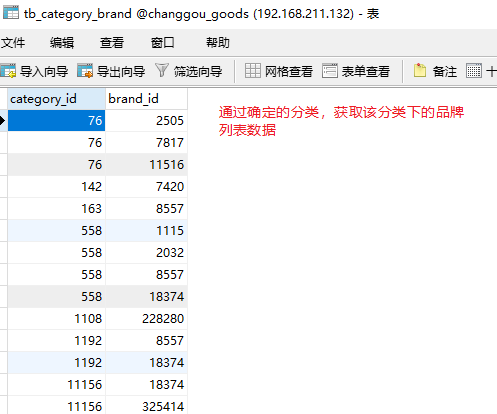 tb_category_brand @changgou_goods (192.168.211.132) - 表
文件 编辑 查看 窗口 帮助
导入向导 导出向导 筛选向导 网格查看 表单查看 备注 十
category_id brand_id
76 2505
76 7817
76 11516
142 7420
163 8557
558 1115
558 2032
558 8557
558 18374
1108 228280
1192 8557
1192 18374
11156 18374
11156 325414
通过确定的分类，获取该分类下的品牌
列表数据